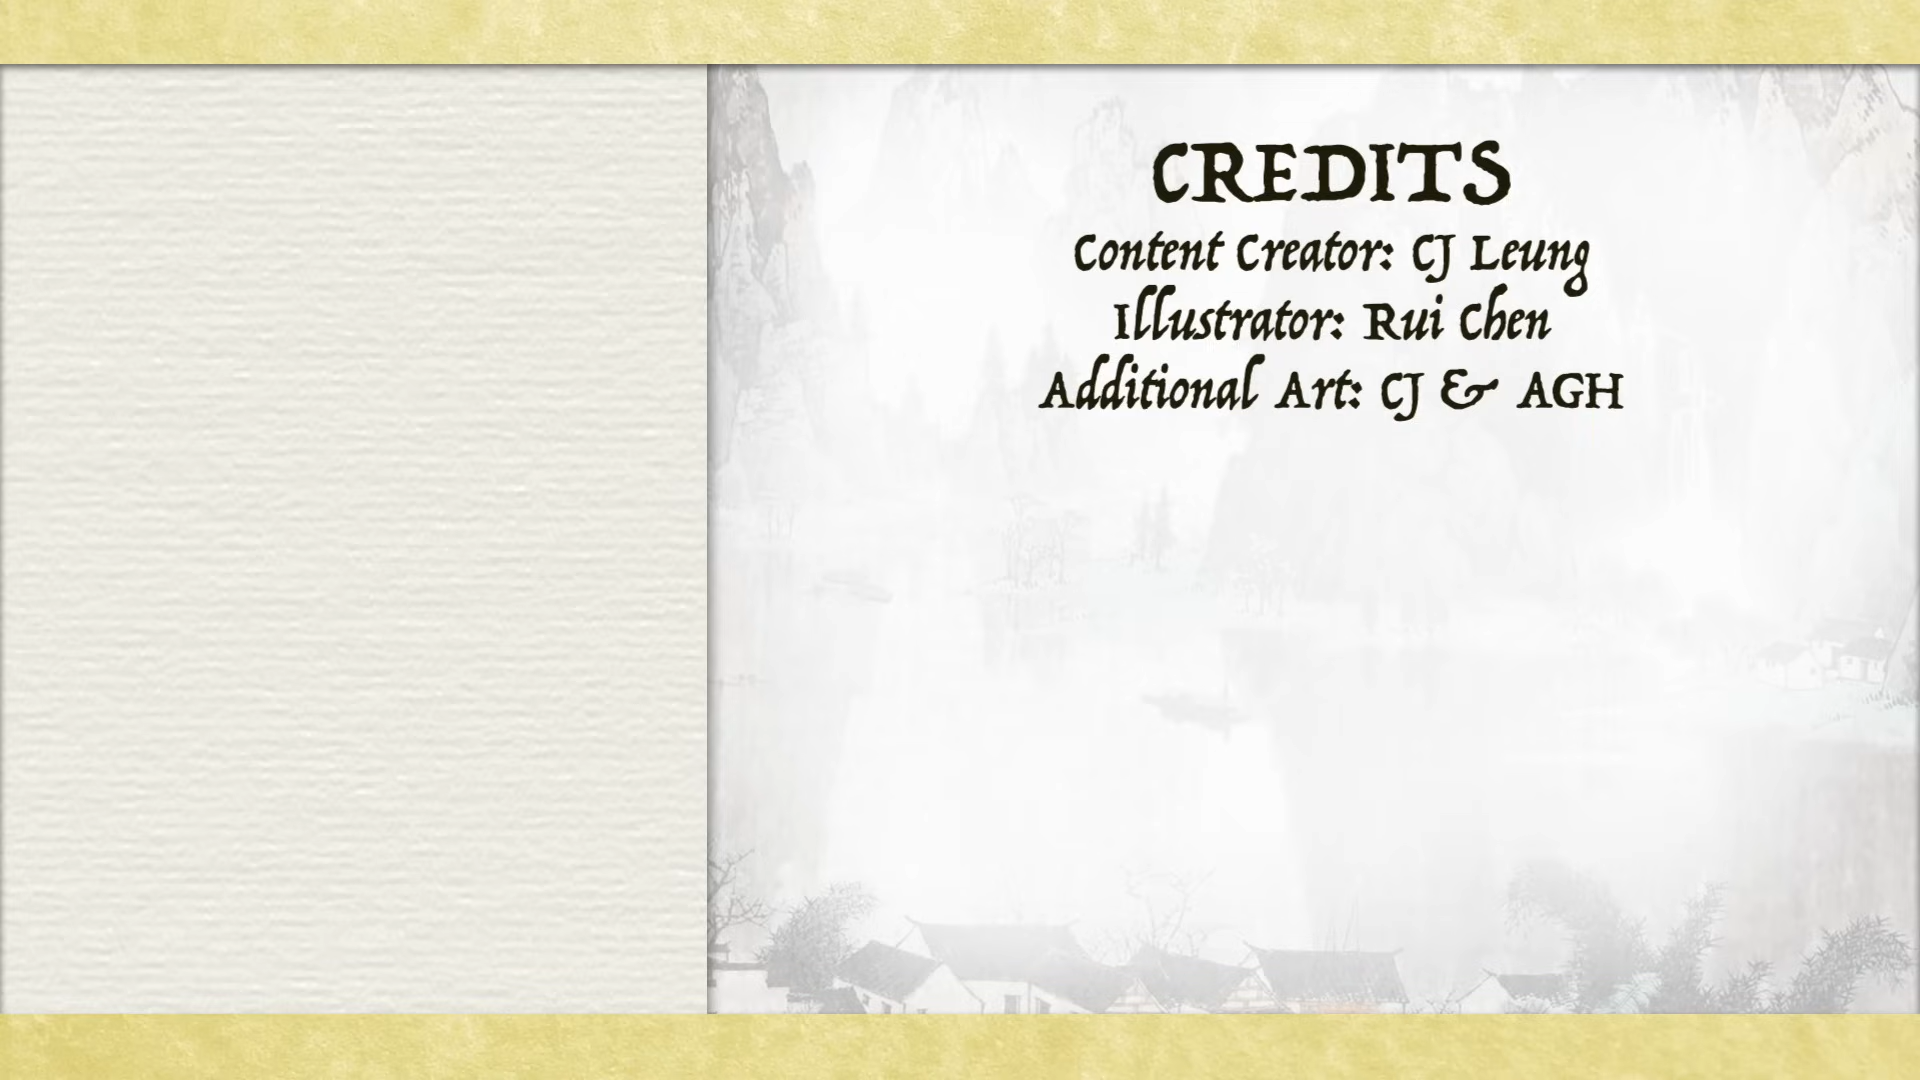 CREDITS
Content Creator: CJ Leung
Illustrator: Rui Chen
Additional Art: CJ & AGH